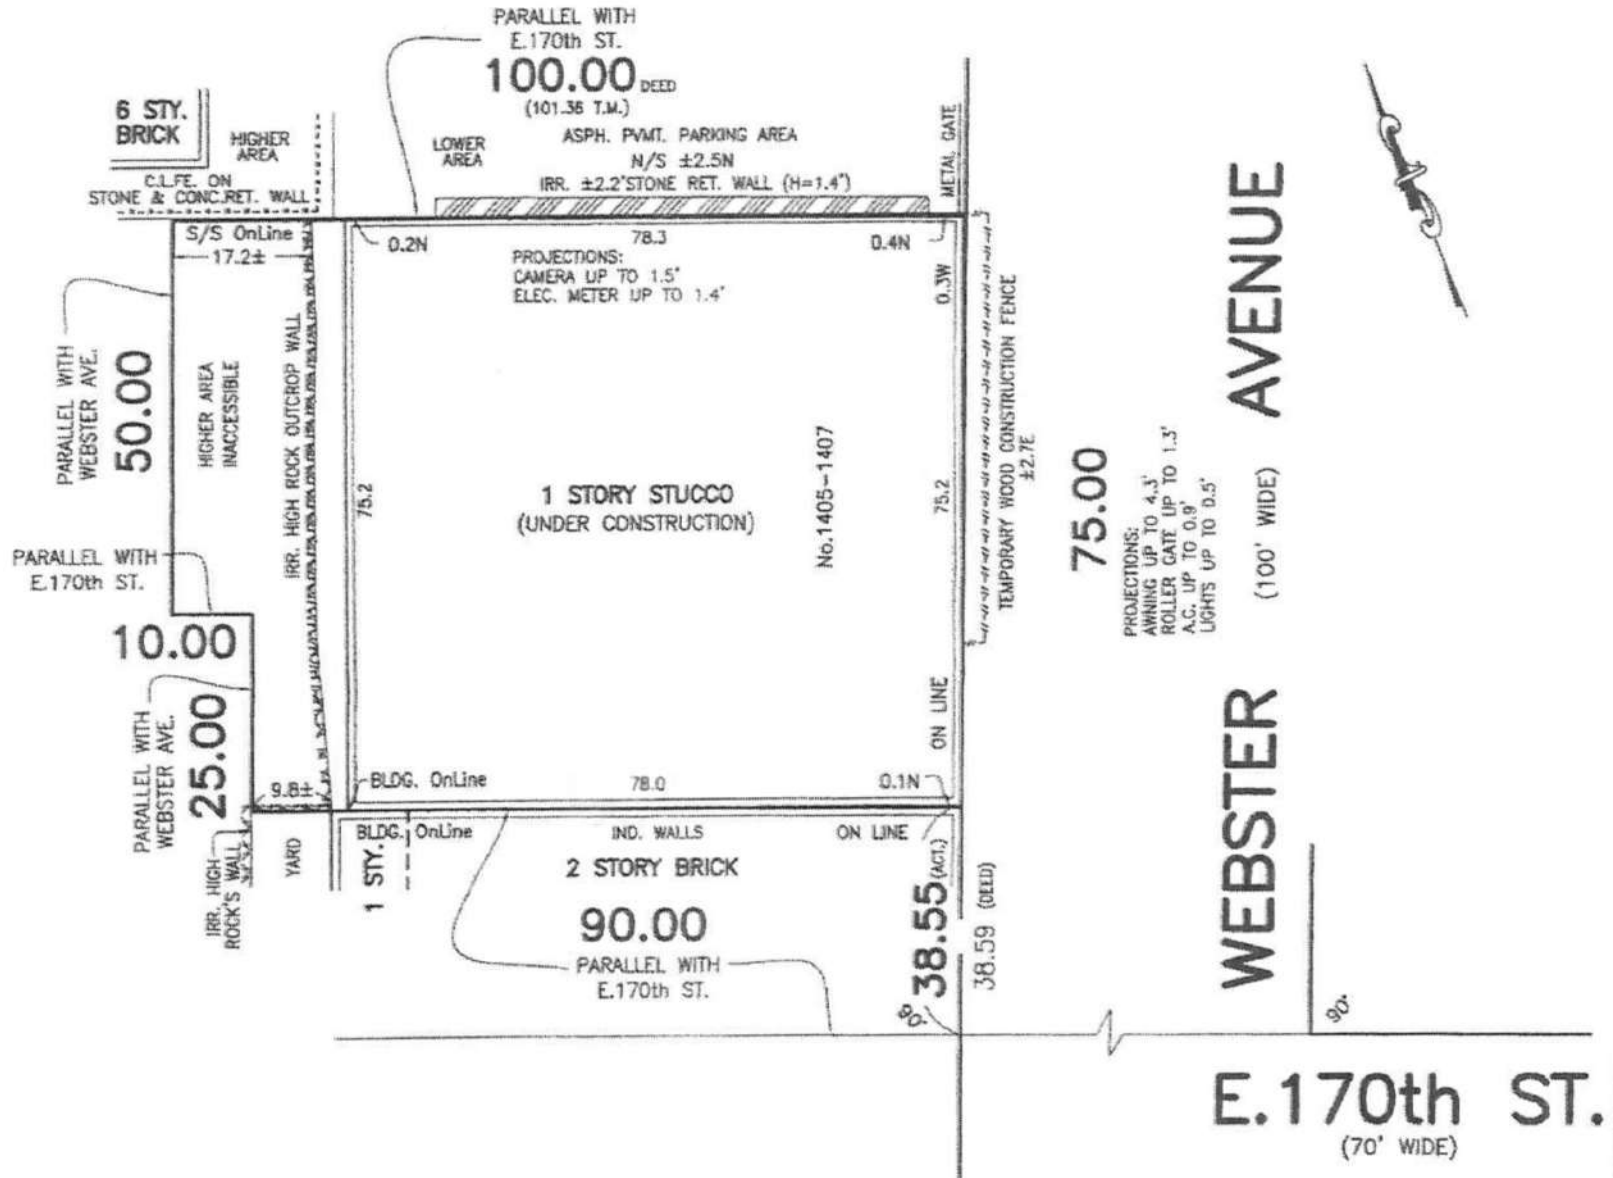 PARALLEL WITH
E.170th ST.
100.00 DEED
(101.36 T.M.)
6 STY.
BRICK
HIGHER
AREA
C.L.FE. ON
STONE & CONC.RET. WALL
LOWER
AREA
ASPH. PVMT. PARKING AREA
N/S ±2.5N
IRR. ±2.2'STONE RET. WALL (H=1.4')
METAL GATE
S/S OnLine
17.2±
0.2N
78.3
0.4N
PROJECTIONS:
CAMERA UP TO 1.5'
ELEC. METER UP TO 1.4'
0.3W
PARALLEL WITH
WEBSTER AVE.
50.00
HIGHER AREA
INACCESSIBLE
IRR. HIGH ROCK OUTCROP WALL
75.2
1 STORY STUCCO
(UNDER CONSTRUCTION)
No.1405-1407
75.2
TEMPORARY WOOD CONSTRUCTION FENCE
±2.7E
75.00
PROJECTIONS:
AWNING UP TO 4.3'
ROLLER GATE UP TO 1.3'
A.C. UP TO 0.9'
LIGHTS UP TO 0.5'
WEBSTER AVENUE
(100' WIDE)
PARALLEL WITH
E.170th ST.
10.00
PARALLEL WITH
WEBSTER AVE.
25.00
9.8±
BLDG. OnLine
78.0
0.1N
ON LINE
IRR. HIGH
ROCK'S WALL
YARD
BLDG. OnLine
IND. WALLS
ON LINE
1 STY.
2 STORY BRICK
90.00
PARALLEL WITH
E.170th ST.
38.55 (ACT.)
38.59 (DEED)
90°
90°
E.170th ST.
(70' WIDE)